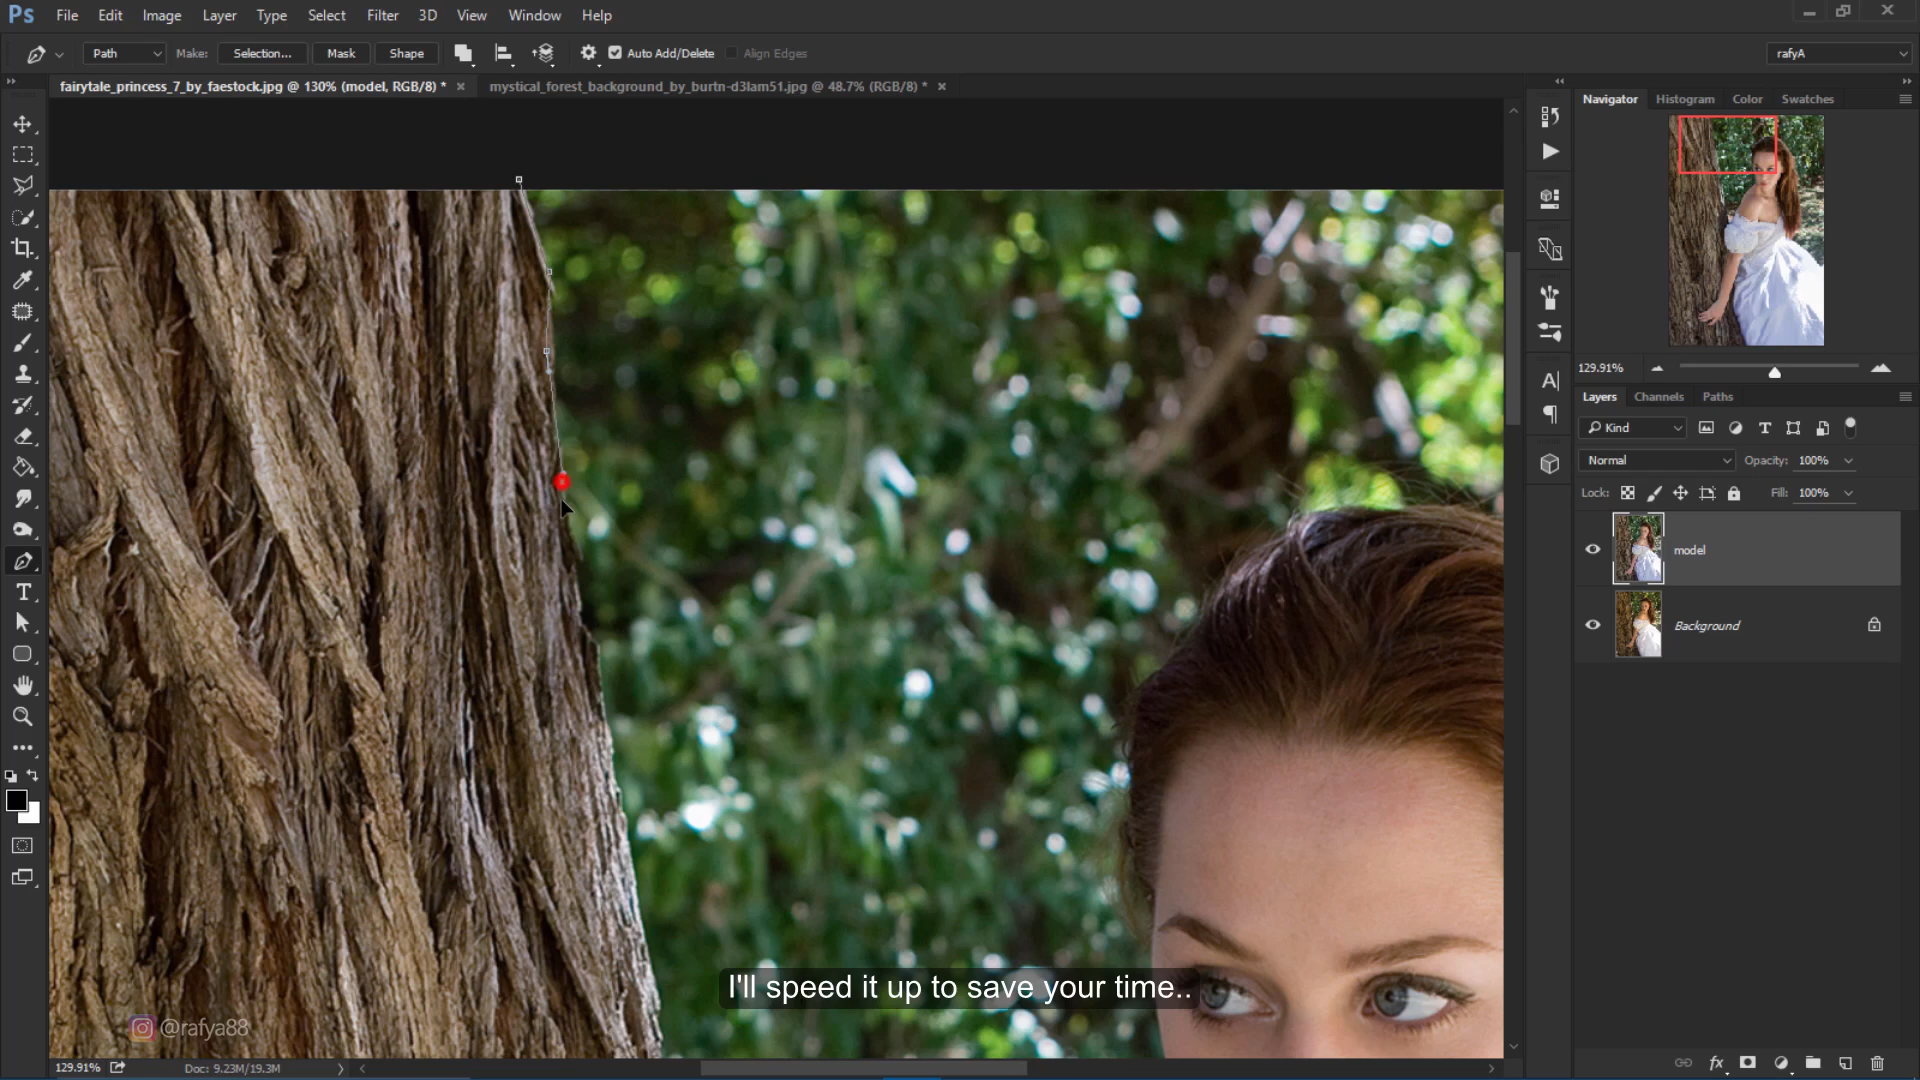 Ps File Edit Image Layer Type Select Filter 3D View Window Help
Path Make: Selection... Mask Shape Auto Add/Delete Align Edges rafyA
fairytale_princess_7_by_faestock.jpg @ 130% (model, RGB/8) * mystical_forest_background_by_burtn-d3lam51.jpg @ 48.7% (RGB/8) *
Navigator Histogram Color Swatches
129.91%
Layers Channels Paths
Kind
Normal Opacity: 100%
Lock: Fill: 100%
model
Background
I'll speed it up to save your time..
@rafya88
129.91% Doc: 9.23M/19.3M